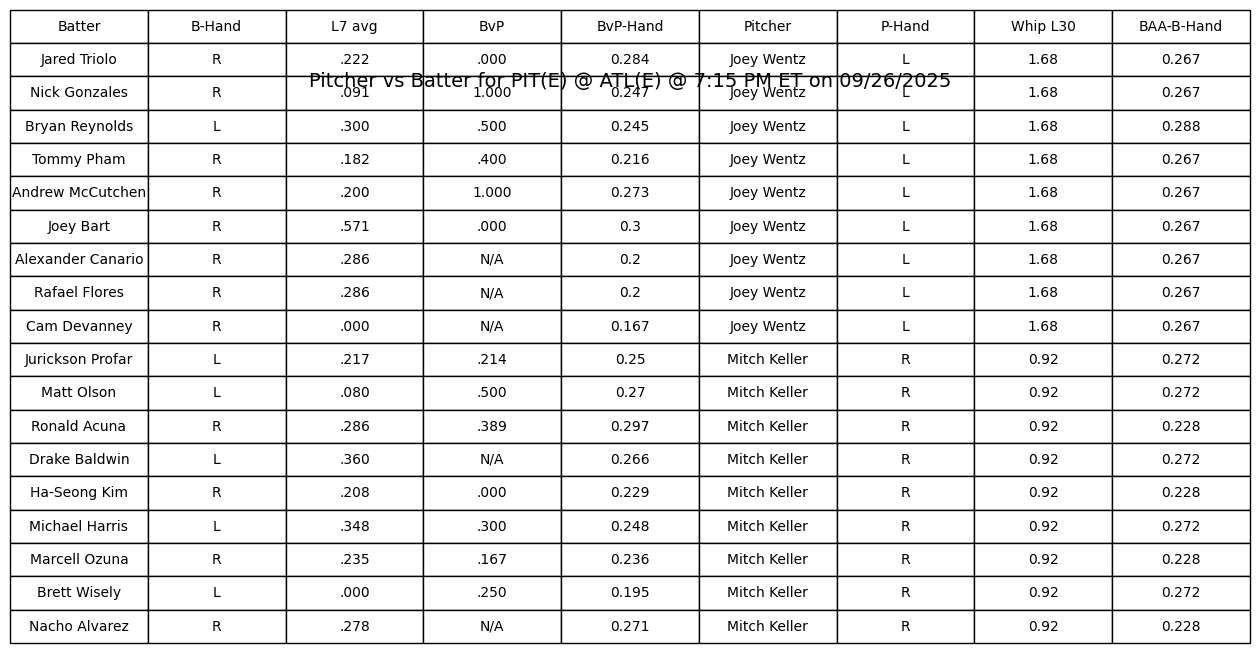 Batter B-Hand L7 avg BvP BvP-Hand Pitcher P-Hand Whip L30 BAA-B-Hand
Jared Triolo R .222 .000 0.284 Joey Wentz L 1.68 0.267
Pitcher vs Batter for PIT(E) @ ATL(E) @ 7:15 PM ET on 09/26/2025
Nick Gonzales R .091 1.000 0.247 Joey Wentz L 1.68 0.267
Bryan Reynolds L .300 .500 0.245 Joey Wentz L 1.68 0.288
Tommy Pham R .182 .400 0.216 Joey Wentz L 1.68 0.267
Andrew McCutchen R .200 1.000 0.273 Joey Wentz L 1.68 0.267
Joey Bart R .571 .000 0.3 Joey Wentz L 1.68 0.267
Alexander Canario R .286 N/A 0.2 Joey Wentz L 1.68 0.267
Rafael Flores R .286 N/A 0.2 Joey Wentz L 1.68 0.267
Cam Devanney R .000 N/A 0.167 Joey Wentz L 1.68 0.267
Jurickson Profar L .217 .214 0.25 Mitch Keller R 0.92 0.272
Matt Olson L .080 .500 0.27 Mitch Keller R 0.92 0.272
Ronald Acuna R .286 .389 0.297 Mitch Keller R 0.92 0.228
Drake Baldwin L .360 N/A 0.266 Mitch Keller R 0.92 0.272
Ha-Seong Kim R .208 .000 0.229 Mitch Keller R 0.92 0.228
Michael Harris L .348 .300 0.248 Mitch Keller R 0.92 0.272
Marcell Ozuna R .235 .167 0.236 Mitch Keller R 0.92 0.228
Brett Wisely L .000 .250 0.195 Mitch Keller R 0.92 0.272
Nacho Alvarez R .278 N/A 0.271 Mitch Keller R 0.92 0.228